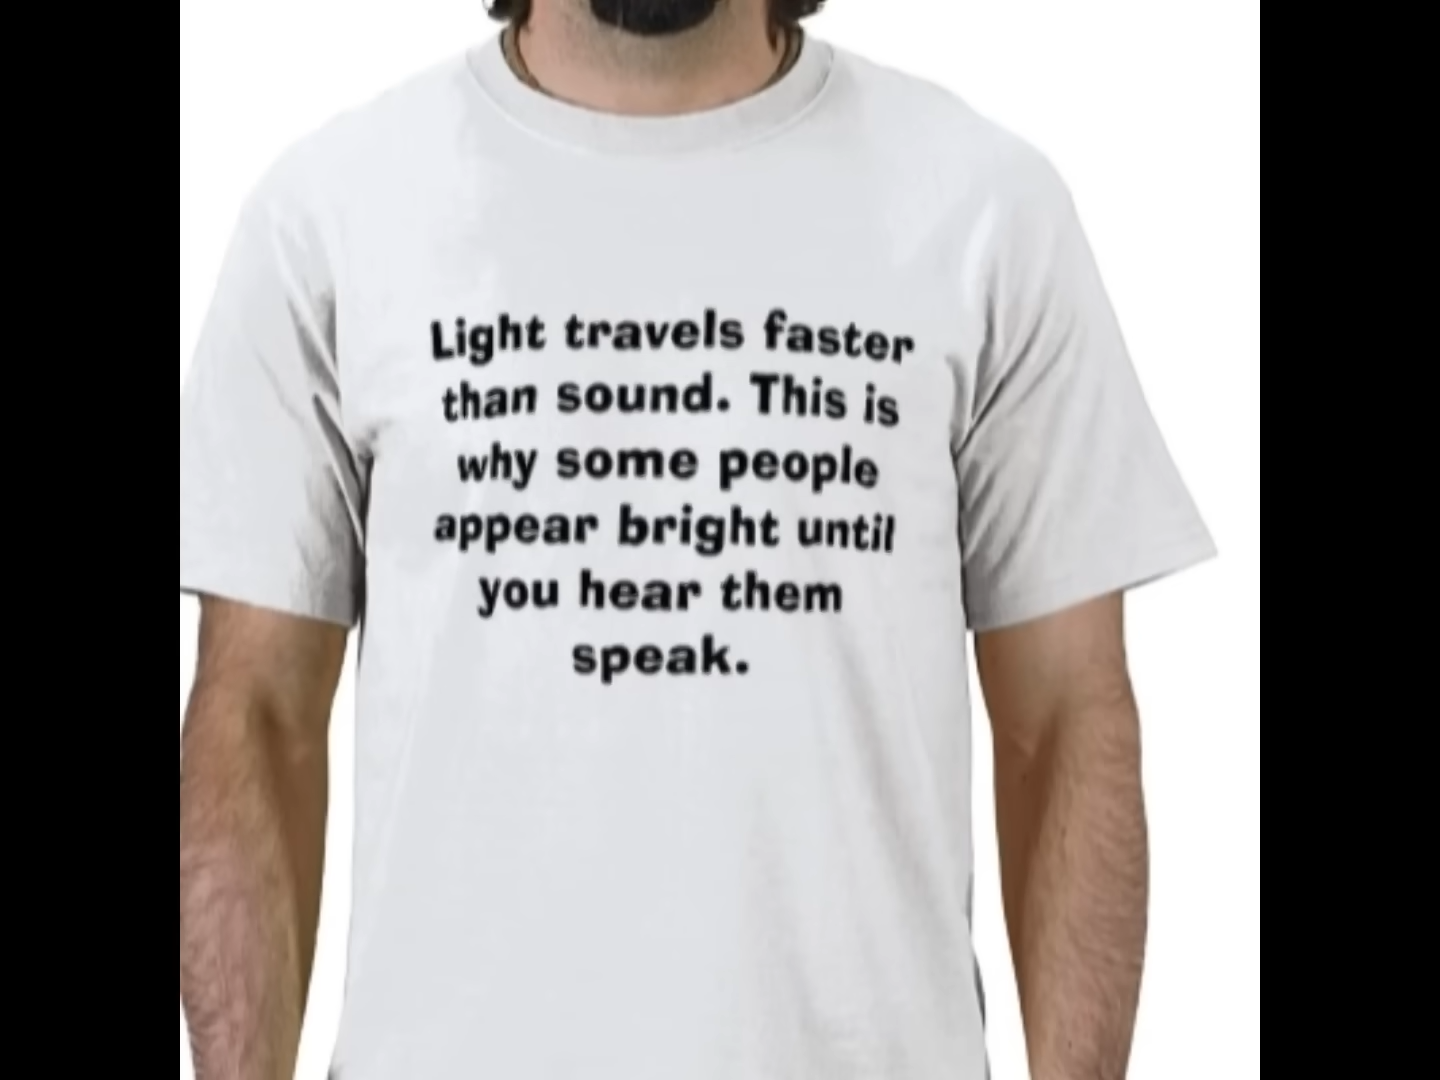 Light travels faster
than sound. This is
why some people
appear bright until
you hear them
speak.